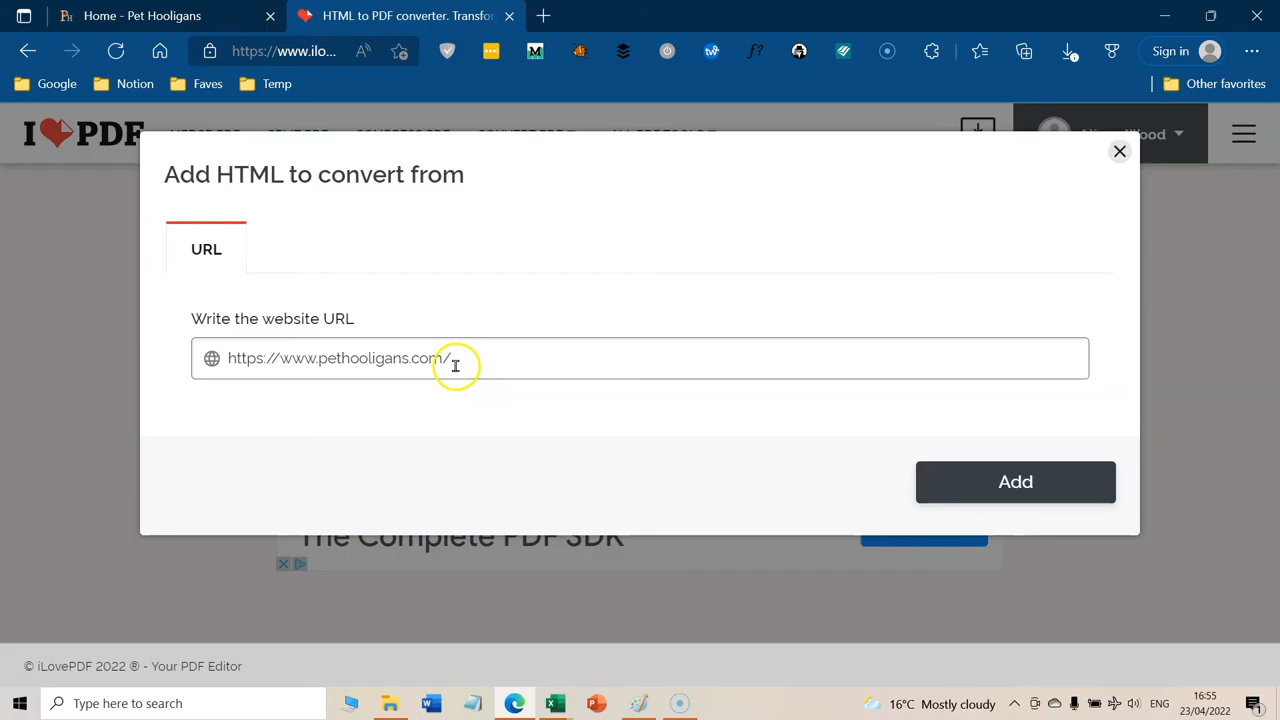 Home - Pet Hooligans
HTML to PDF converter. Transfor
https://www.ilo...
Sign in
Google
Notion
Faves
Temp
Other favorites
I PDF
Add HTML to convert from
URL
Write the website URL
https://www.pethooligans.com/
Add
The Complete PDF SDK
© iLovePDF 2022 ® - Your PDF Editor
Type here to search
16°C Mostly cloudy
ENG
16:55
23/04/2022